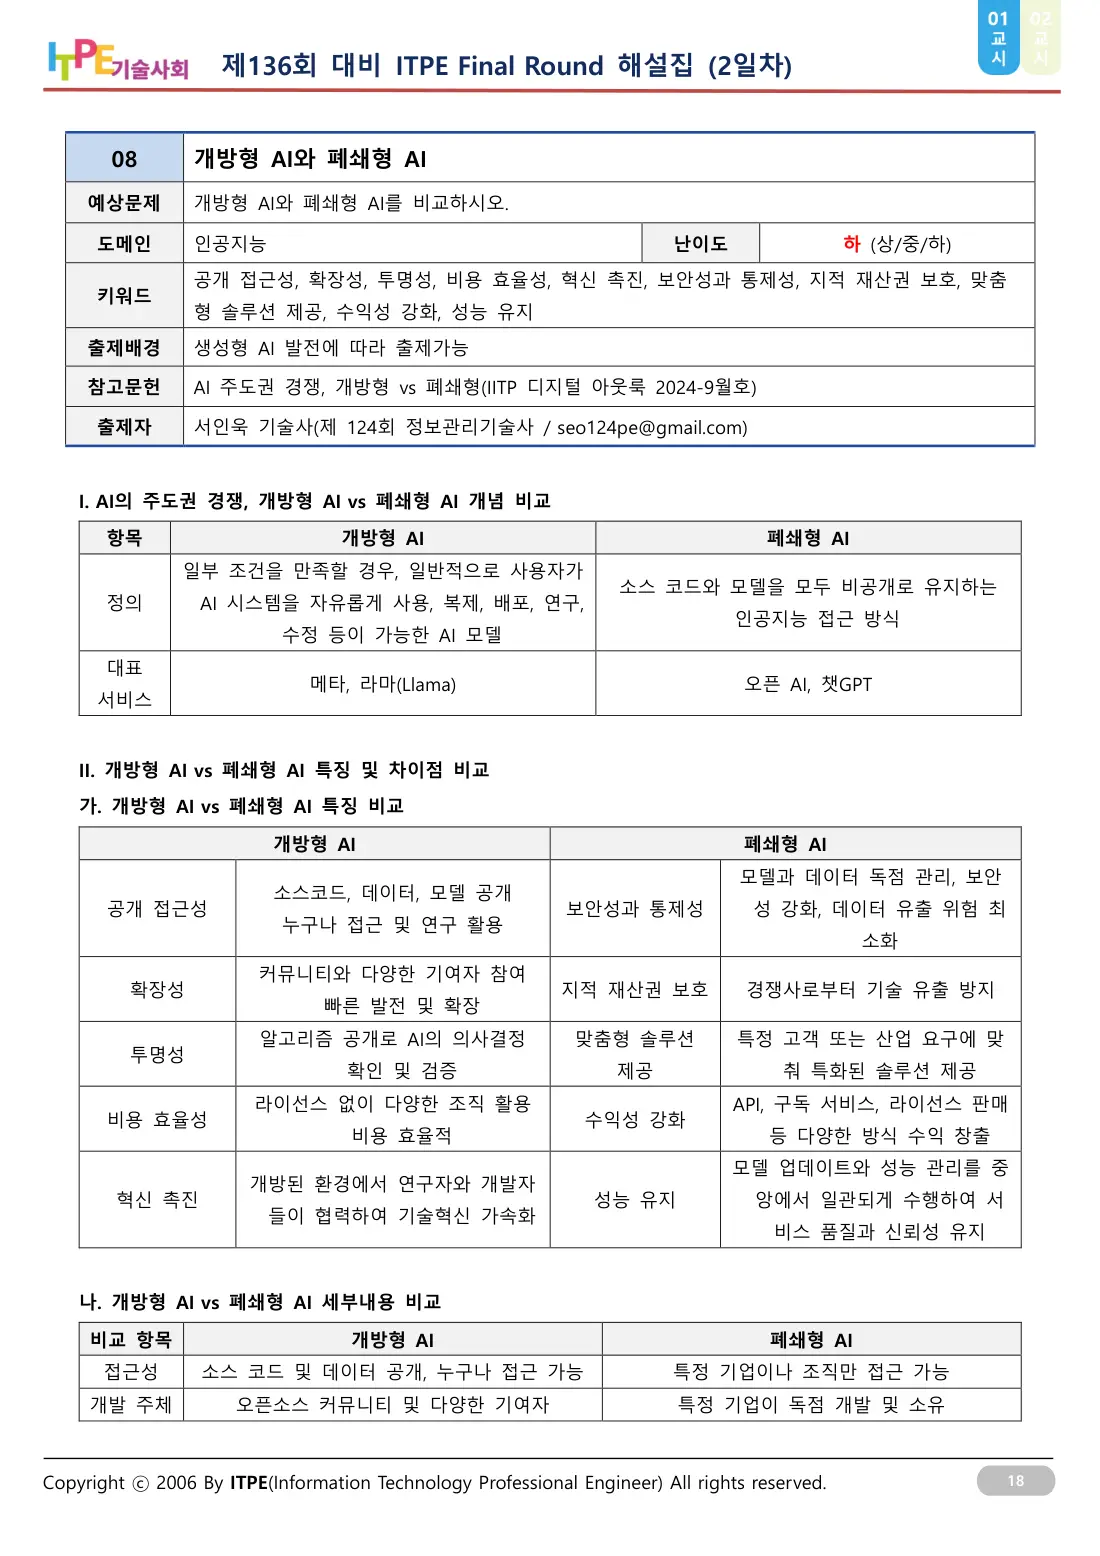 01
교
시
02
교
시
ITPE기술사회 제136회 대비 ITPE Final Round 해설집 (2일차)
08 개방형 AI와 폐쇄형 AI
예상문제 개방형 AI와 폐쇄형 AI를 비교하시오.
도메인 인공지능 난이도 하 (상/중/하)
키워드 공개 접근성, 확장성, 투명성, 비용 효율성, 혁신 촉진, 보안성과 통제성, 지적 재산권 보호, 맞춤
형 솔루션 제공, 수익성 강화, 성능 유지
출제배경 생성형 AI 발전에 따라 출제가능
참고문헌 AI 주도권 경쟁, 개방형 vs 폐쇄형(IITP 디지털 아웃룩 2024-9월호)
출제자 서인욱 기술사(제 124회 정보관리기술사 / seo124pe@gmail.com)
I. AI의 주도권 경쟁, 개방형 AI vs 폐쇄형 AI 개념 비교
항목 개방형 AI 폐쇄형 AI
정의
일부 조건을 만족할 경우, 일반적으로 사용자가
AI 시스템을 자유롭게 사용, 복제, 배포, 연구,
수정 등이 가능한 AI 모델
소스 코드와 모델을 모두 비공개로 유지하는
인공지능 접근 방식
대표
서비스
메타, 라마(Llama)
오픈 AI, 챗GPT
II. 개방형 AI vs 폐쇄형 AI 특징 및 차이점 비교
가. 개방형 AI vs 폐쇄형 AI 특징 비교
개방형 AI 폐쇄형 AI
공개 접근성
소스코드, 데이터, 모델 공개
누구나 접근 및 연구 활용
보안성과 통제성
모델과 데이터 독점 관리, 보안
성 강화, 데이터 유출 위험 최
소화
확장성
커뮤니티와 다양한 기여자 참여
빠른 발전 및 확장
지적 재산권 보호
경쟁사로부터 기술 유출 방지
투명성
알고리즘 공개로 AI의 의사결정
확인 및 검증
맞춤형 솔루션
제공
특정 고객 또는 산업 요구에 맞
춰 특화된 솔루션 제공
비용 효율성
라이선스 없이 다양한 조직 활용
비용 효율적
수익성 강화
API, 구독 서비스, 라이선스 판매
등 다양한 방식 수익 창출
혁신 촉진
개방된 환경에서 연구자와 개발자
들이 협력하여 기술혁신 가속화
성능 유지
모델 업데이트와 성능 관리를 중
앙에서 일관되게 수행하여 서
비스 품질과 신뢰성 유지
나. 개방형 AI vs 폐쇄형 AI 세부내용 비교
비교 항목 개방형 AI 폐쇄형 AI
접근성 소스 코드 및 데이터 공개, 누구나 접근 가능 특정 기업이나 조직만 접근 가능
개발 주체 오픈소스 커뮤니티 및 다양한 기여자 특정 기업이 독점 개발 및 소유
Copyright ⓒ 2006 By ITPE(Information Technology Professional Engineer) All rights reserved.
18